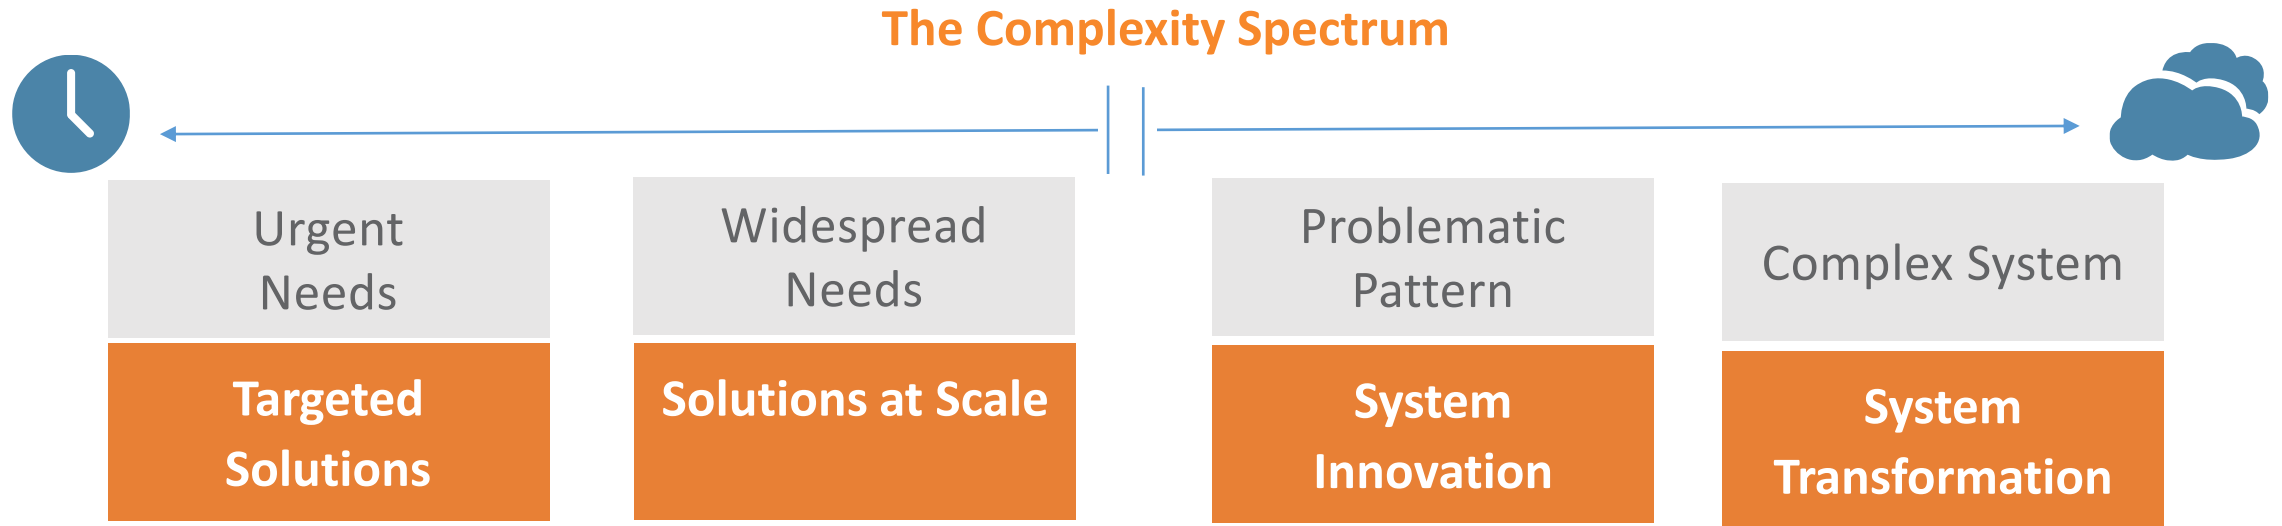 The Complexity Spectrum
Urgent
Needs
Widespread
Needs
Problematic
Pattern
Complex System
Targeted
Solutions
Solutions at Scale
System
Innovation
System
Transformation